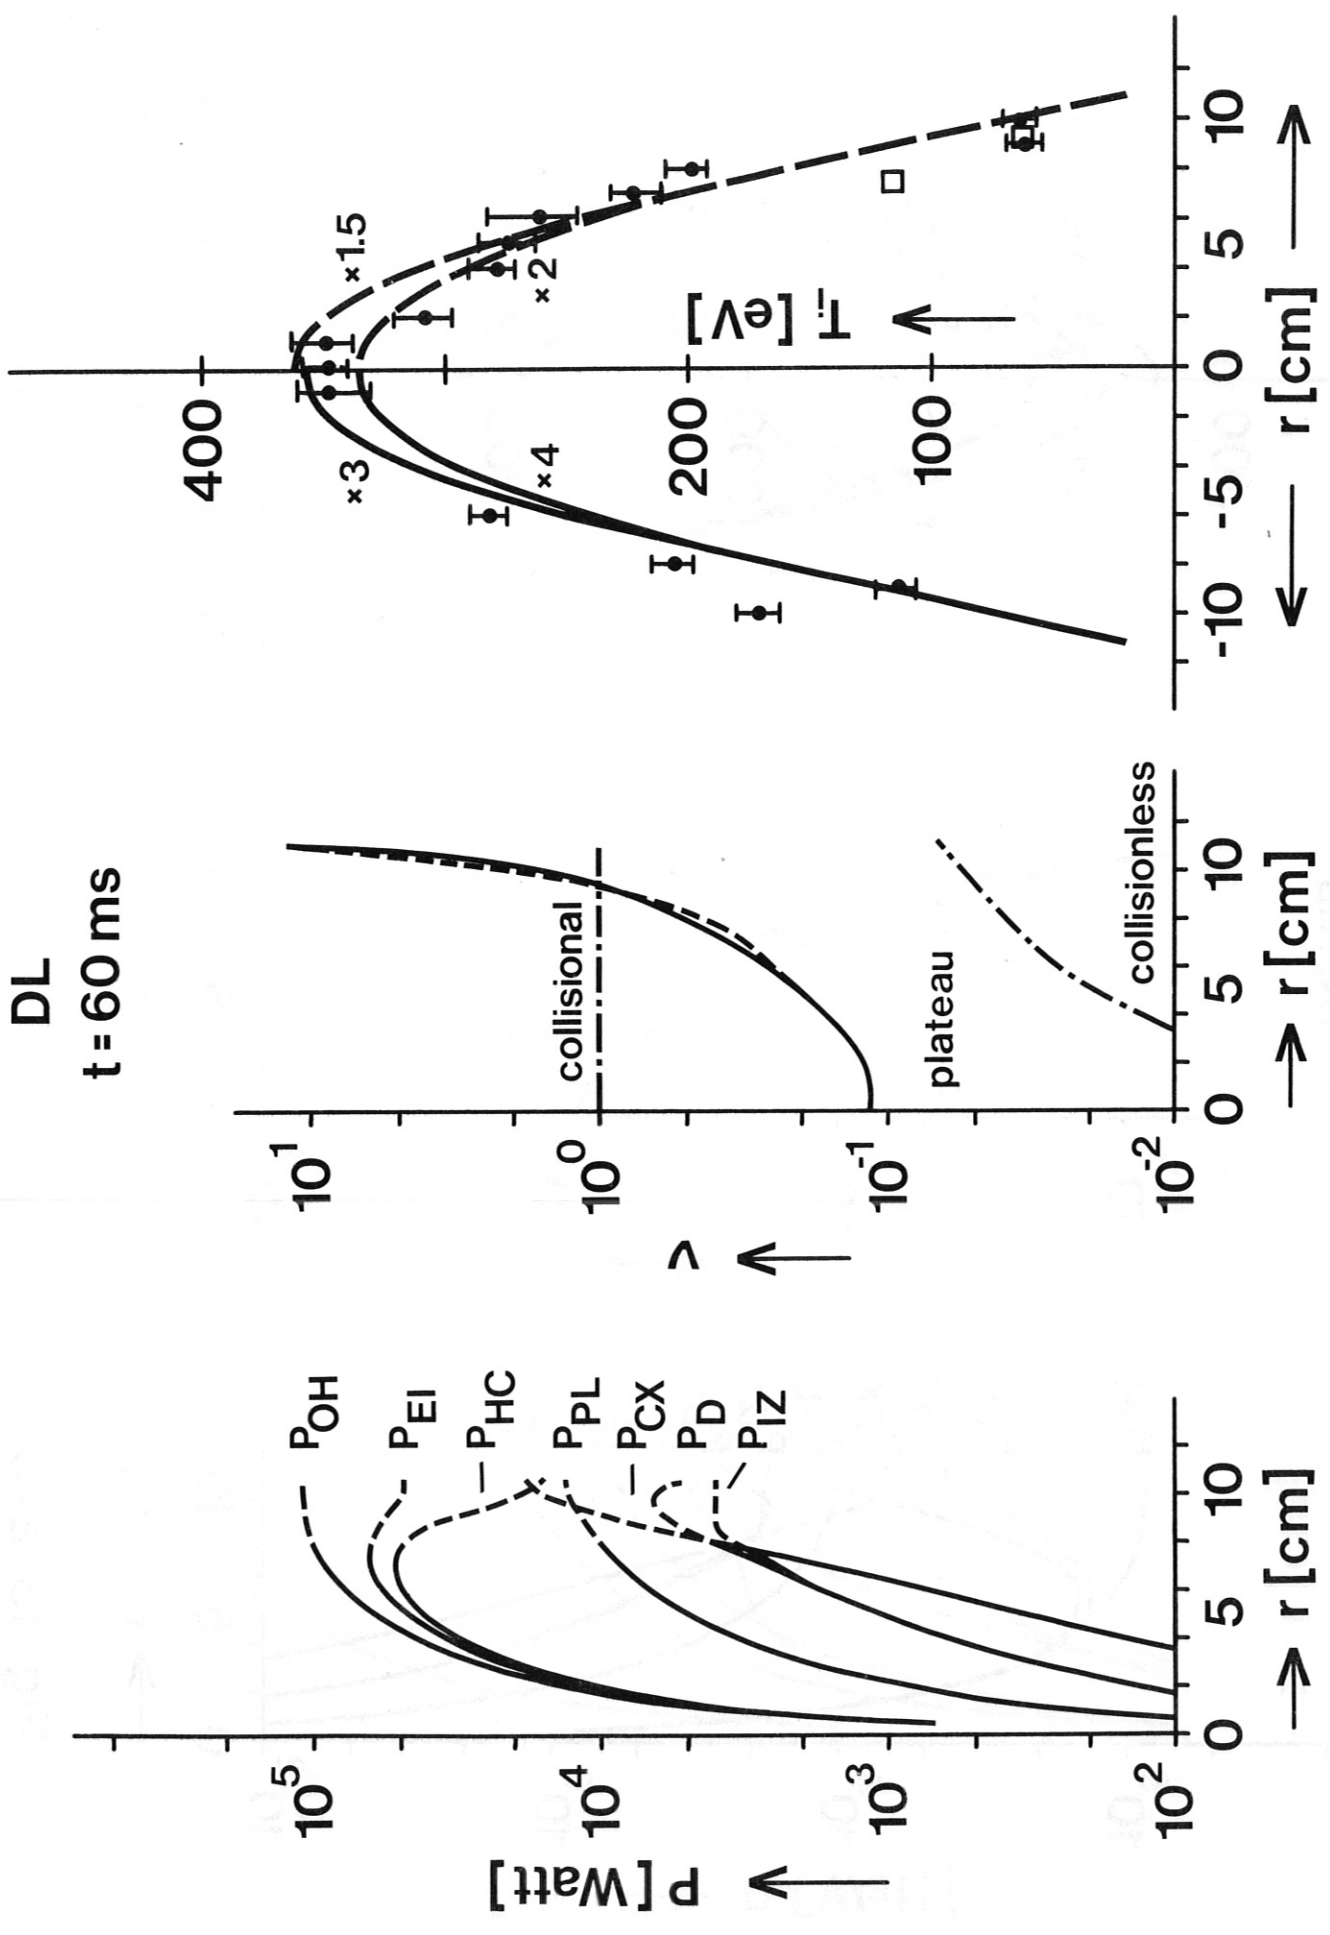 DL
t = 60 ms
P [Watt]
10^5
10^4
10^3
10^2
P_OH
P_EI
P_HC
P_PL
P_CX
P_D
P_IZ
0 5 10
r [cm]
ν
10^1
10^0
10^-1
10^-2
collisional
plateau
collisionless
0 5 10
r [cm]
400
200
100
×3
×4
×1.5
×2
T_i [eV]
-10 -5 0 5 10
r [cm]